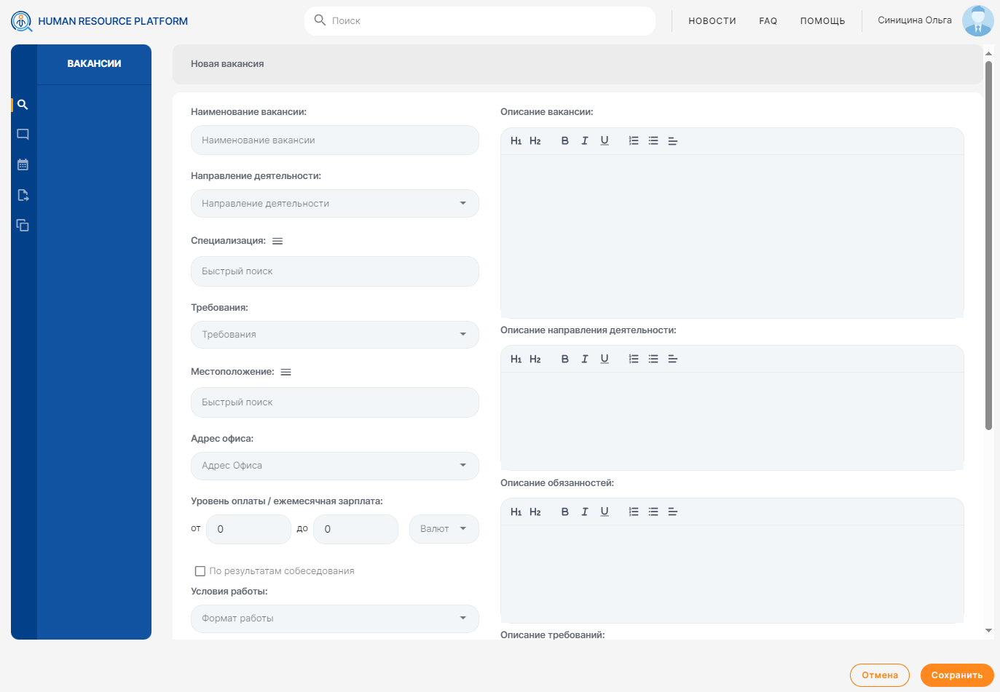 HUMAN RESOURCE PLATFORM
Поиск
НОВОСТИ
FAQ
ПОМОЩЬ
Синицина Ольга
ВАКАНСИИ
Новая вакансия
Наименование вакансии:
Наименование вакансии
Направление деятельности:
Направление деятельности
Специализация:
Быстрый поиск
Требования:
Требования
Местоположение:
Быстрый поиск
Адрес офиса:
Адрес Офиса
Уровень оплаты / ежемесячная зарплата:
от 0 до 0 Валют
По результатам собеседования
Условия работы:
Формат работы
Описание вакансии:
H1 H2 B I U
Описание направления деятельности:
H1 H2 B I U
Описание обязанностей:
H1 H2 B I U
Описание требований:
Отмена
Сохранить